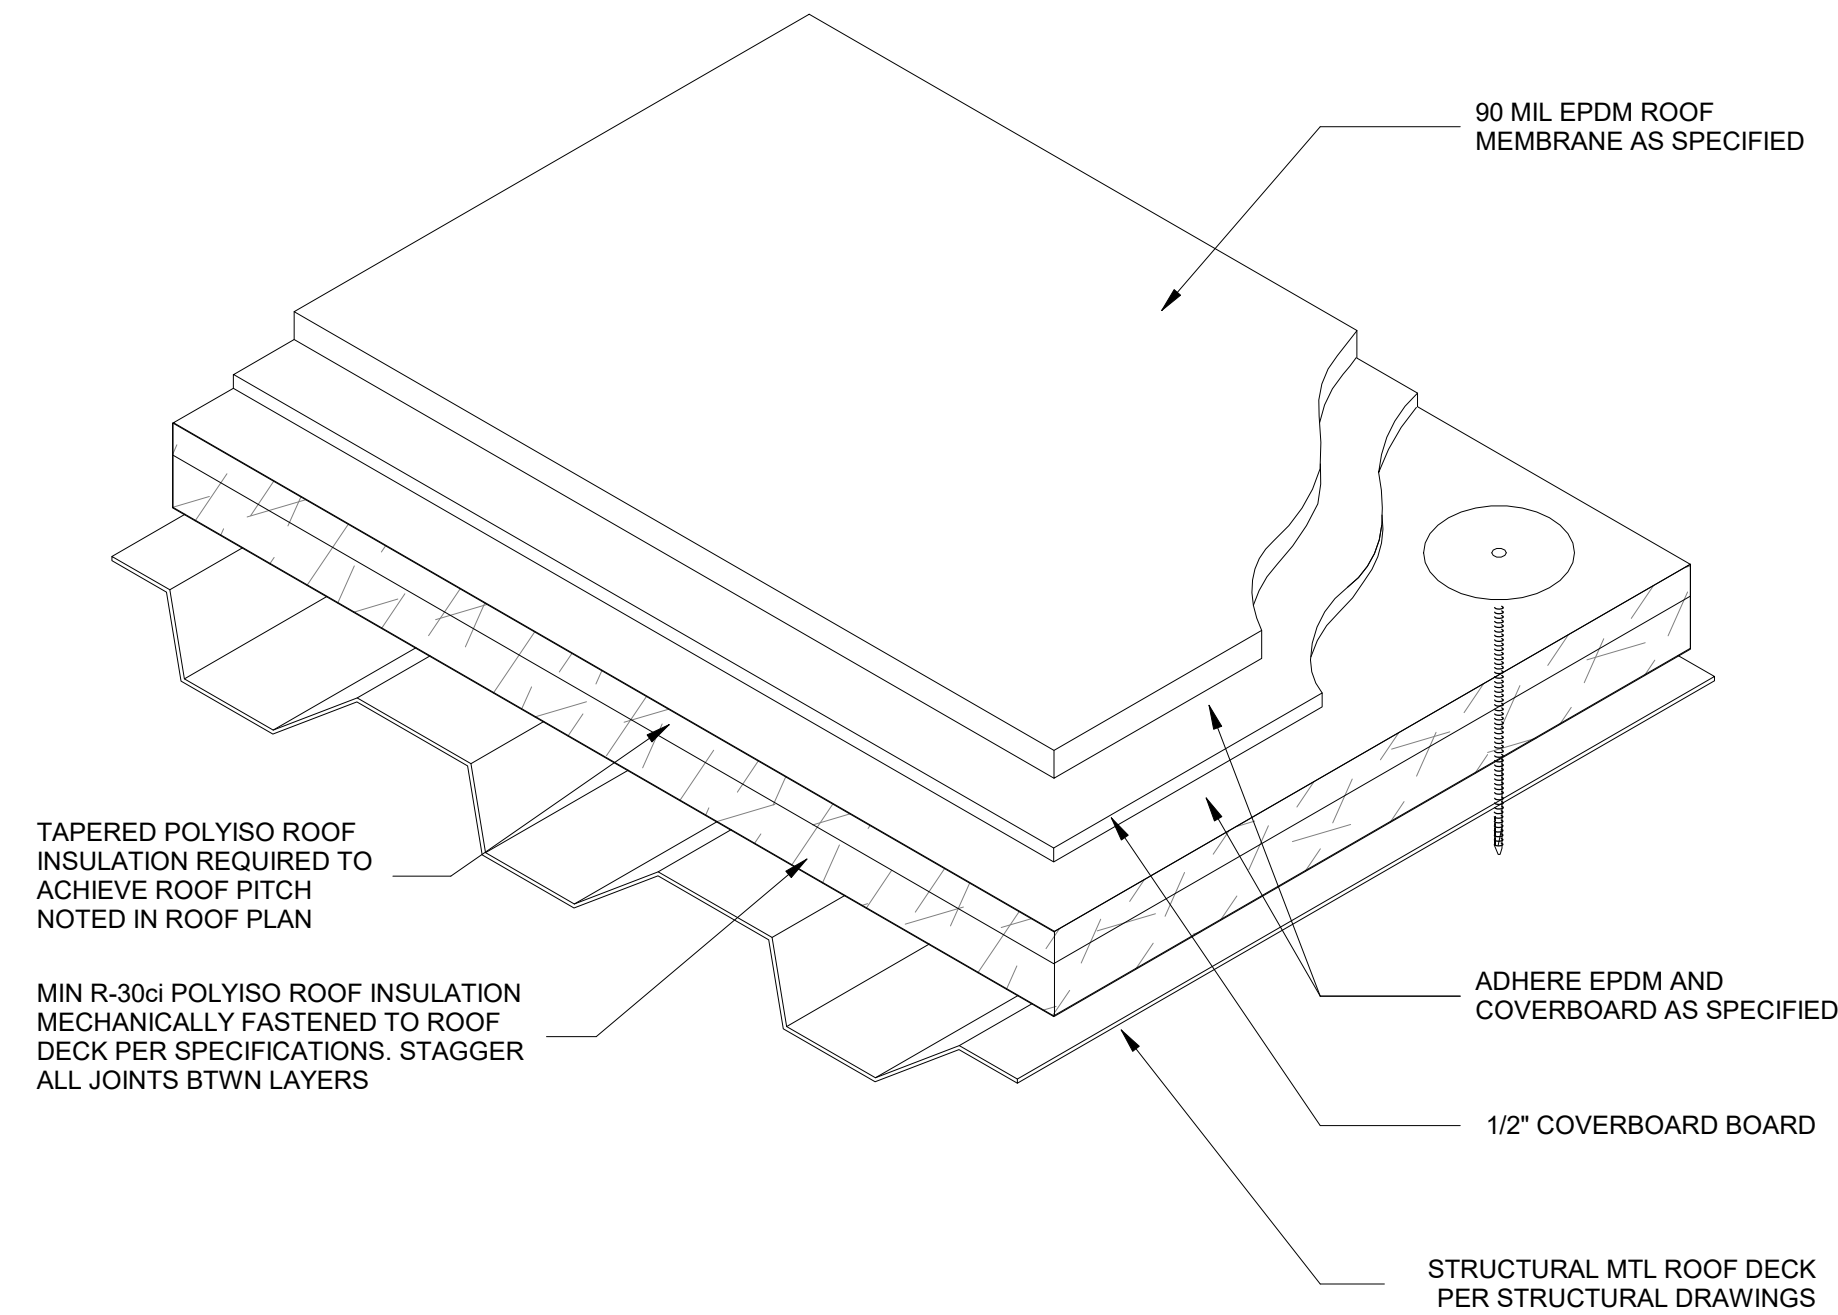 90 MIL EPDM ROOF
MEMBRANE AS SPECIFIED
TAPERED POLYISO ROOF
INSULATION REQUIRED TO
ACHIEVE ROOF PITCH
NOTED IN ROOF PLAN
MIN R-30ci POLYISO ROOF INSULATION
MECHANICALLY FASTENED TO ROOF
DECK PER SPECIFICATIONS. STAGGER
ALL JOINTS BTWN LAYERS
ADHERE EPDM AND
COVERBOARD AS SPECIFIED
1/2" COVERBOARD BOARD
STRUCTURAL MTL ROOF DECK
PER STRUCTURAL DRAWINGS